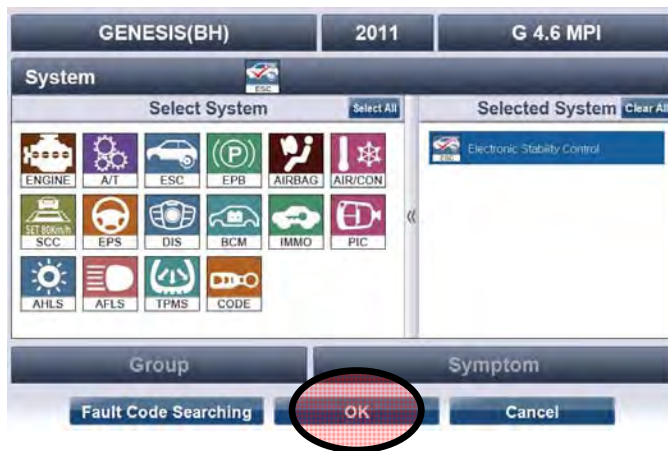 GENESIS(BH) 2011 G 4.6 MPI
System ESC
Select System Select All Selected System Clear All
ESC Electronic Stability Control
ENGINE A/T ESC (P) EPB AIRBAG AIR/CON
SET 80Km/h
SCC EPS DIS BCM IMMO PIC
«
AHLS AFLS TPMS CODE
Group Symptom
Fault Code Searching OK Cancel